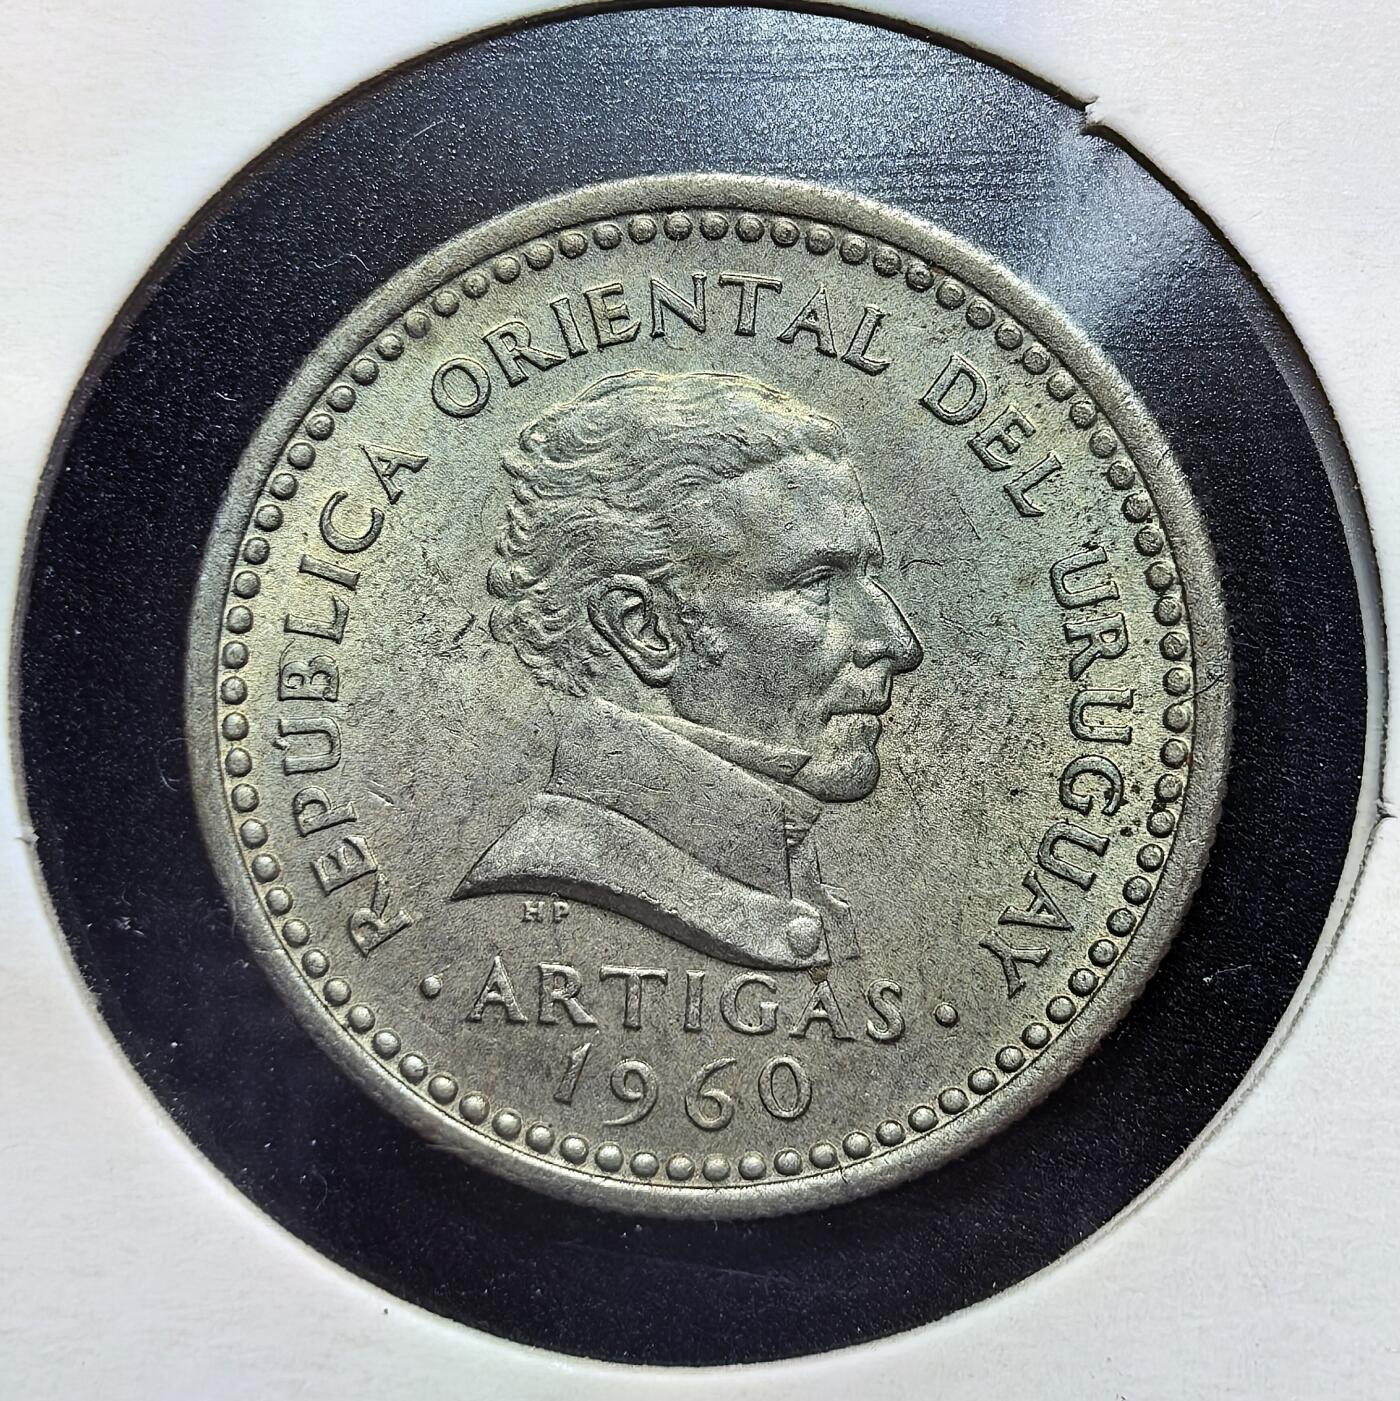 REPÚBLICA ORIENTAL DEL URUGUAY
HP
· ARTIGAS ·
1960